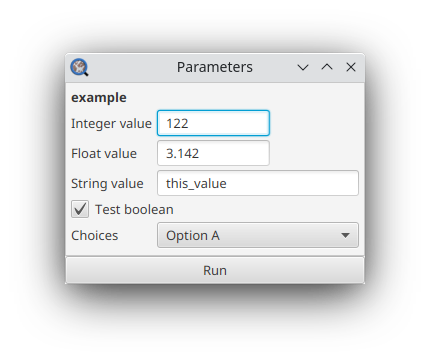 Parameters
example
Integer value 122
Float value 3.142
String value this_value
Test boolean
Choices Option A
Run